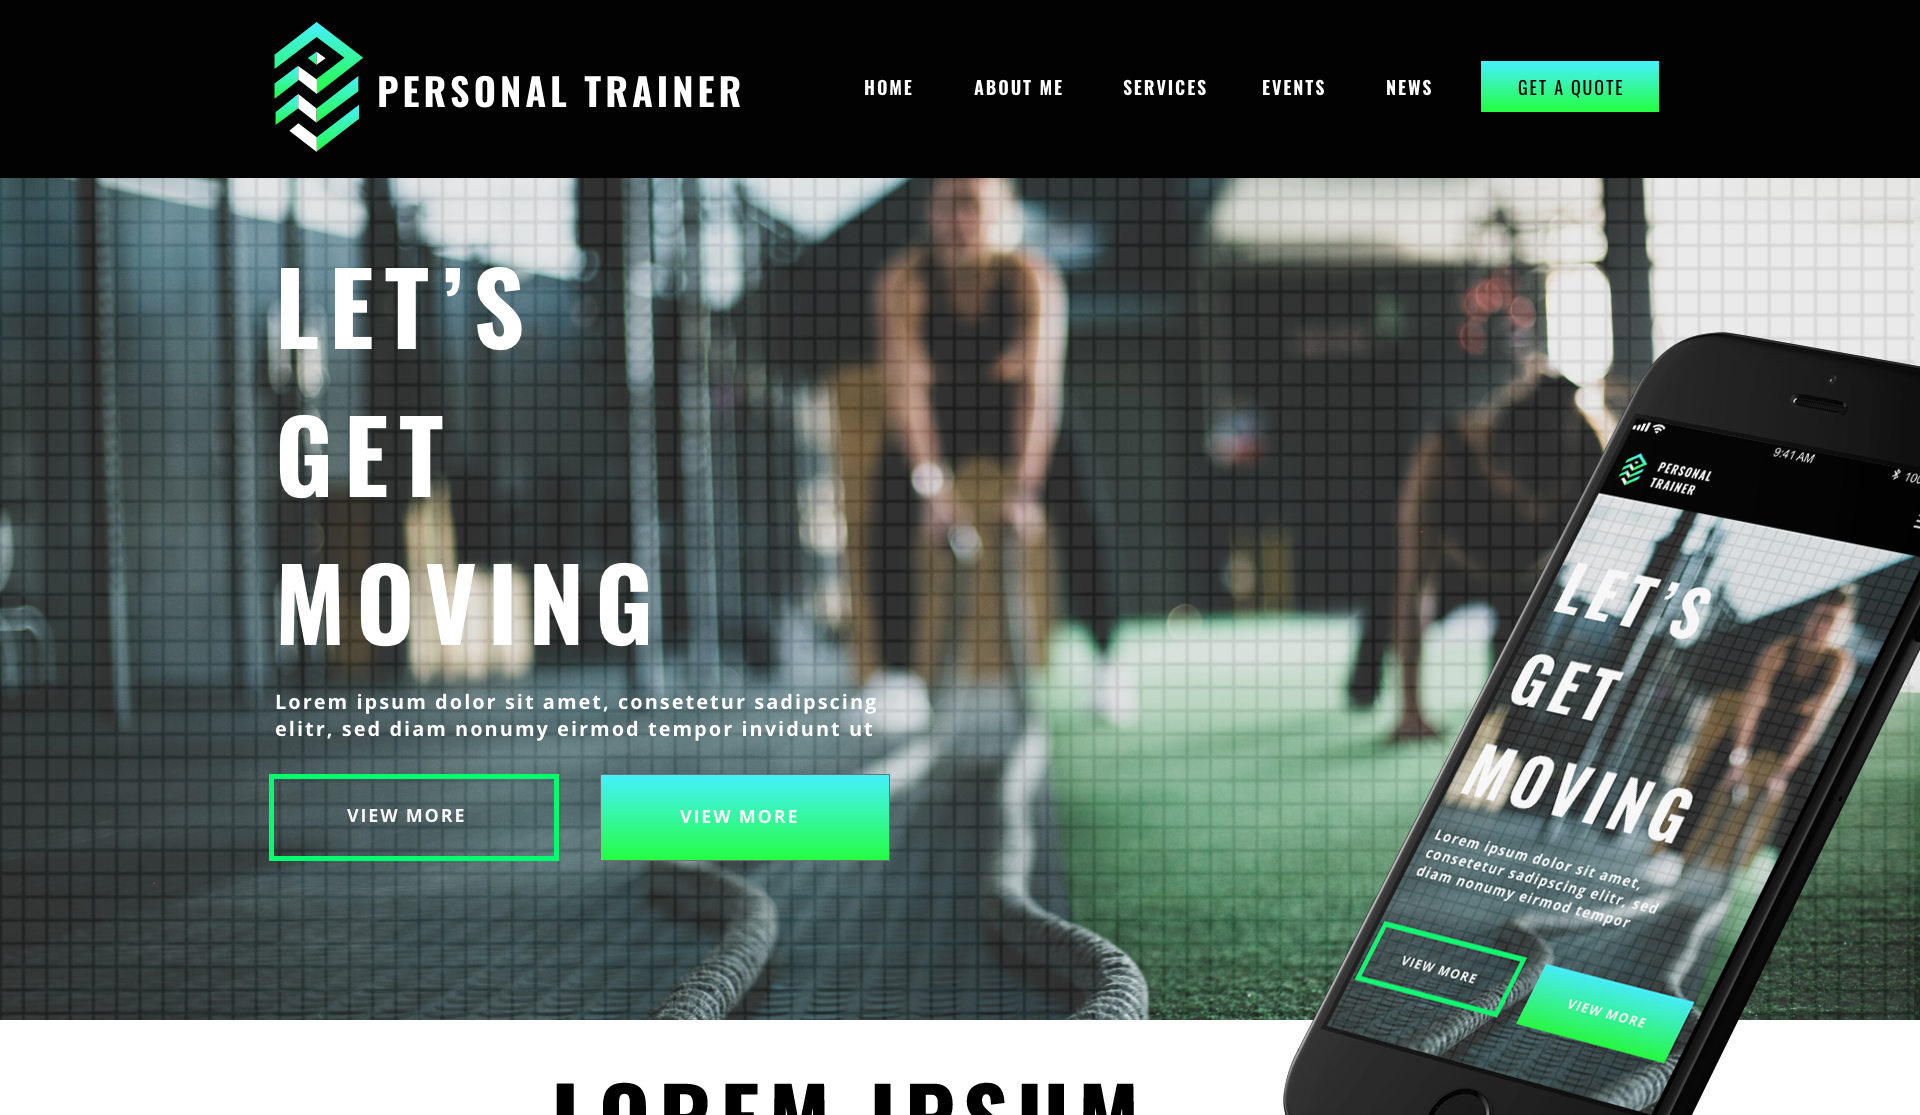 PERSONAL TRAINER
HOME ABOUT ME SERVICES EVENTS NEWS GET A QUOTE
LET’S
GET
MOVING
Lorem ipsum dolor sit amet, consetetur sadipscing
elitr, sed diam nonumy eirmod tempor invidunt ut
VIEW MORE VIEW MORE
9:41 AM
PERSONAL
TRAINER
LET’S
GET
MOVING
Lorem ipsum dolor sit amet,
consetetur sadipscing elitr, sed
diam nonumy eirmod tempor
VIEW MORE
VIEW MORE
LOREM IPSUM